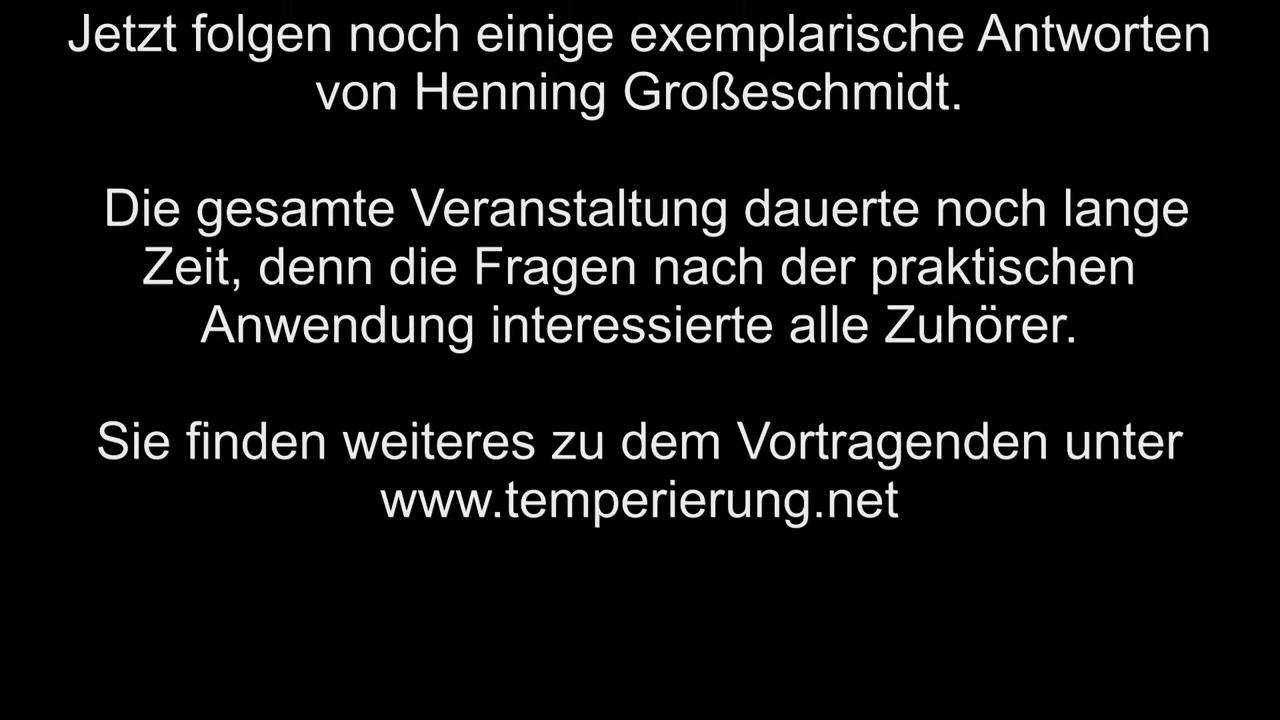 Jetzt folgen noch einige exemplarische Antworten
von Henning Großeschmidt.
Die gesamte Veranstaltung dauerte noch lange
Zeit, denn die Fragen nach der praktischen
Anwendung interessierte alle Zuhörer.
Sie finden weiteres zu dem Vortragenden unter
www.temperierung.net